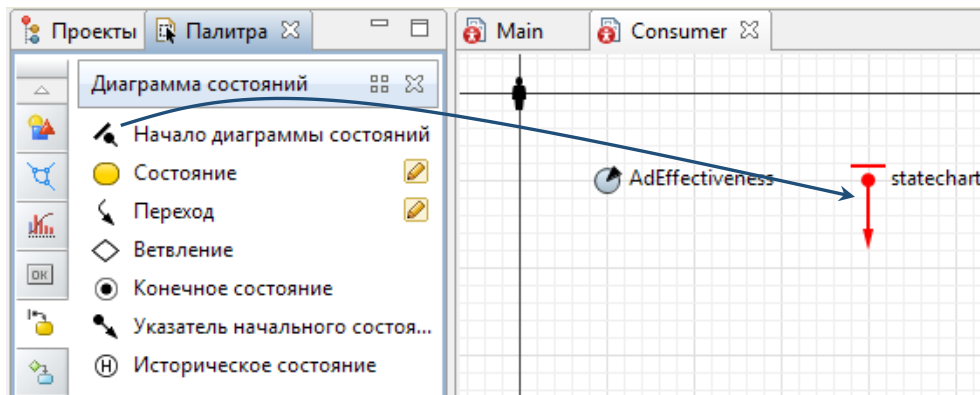 Проекты Палитра Main Consumer
Диаграмма состояний
Начало диаграммы состояний
Состояние
Переход
Ветвление
Конечное состояние
Указатель начального состоя...
Историческое состояние
OK
AdEffectiveness statechart
H